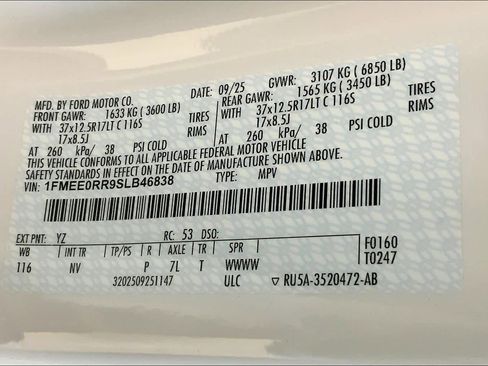 MFD. BY FORD MOTOR CO.
DATE: 09/25 GVWR: 3107 KG (6850 LB)
FRONT GAWR: 1633 KG (3600 LB) REAR GAWR: 1565 KG (3450 LB)
WITH 37x12.5R17LT C 116S TIRES WITH 37x12.5R17LT C 116S TIRES
17x8.5J RIMS 17x8.5J RIMS
AT 260 kPa/ 38 PSI COLD AT 260 kPa/ 38 PSI COLD
THIS VEHICLE CONFORMS TO ALL APPLICABLE FEDERAL MOTOR VEHICLE
SAFETY STANDARDS IN EFFECT ON THE DATE OF MANUFACTURE SHOWN ABOVE.
VIN: 1FMEE0RR9SLB46838 TYPE: MPV
EXT PNT: YZ RC: 53 DSO: F0160
WB INT TR TP/PS R AXLE TR SPR T0247
116 NV P 7L T WWWW
3202509251147 ULC ▽ RU5A-3520472-AB